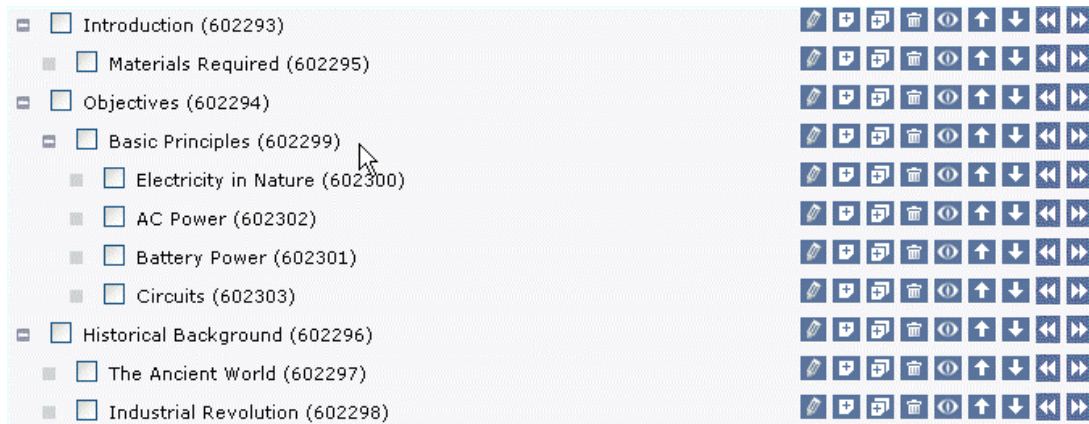 Introduction (602293)
Materials Required (602295)
Objectives (602294)
Basic Principles (602299)
Electricity in Nature (602300)
AC Power (602302)
Battery Power (602301)
Circuits (602303)
Historical Background (602296)
The Ancient World (602297)
Industrial Revolution (602298)